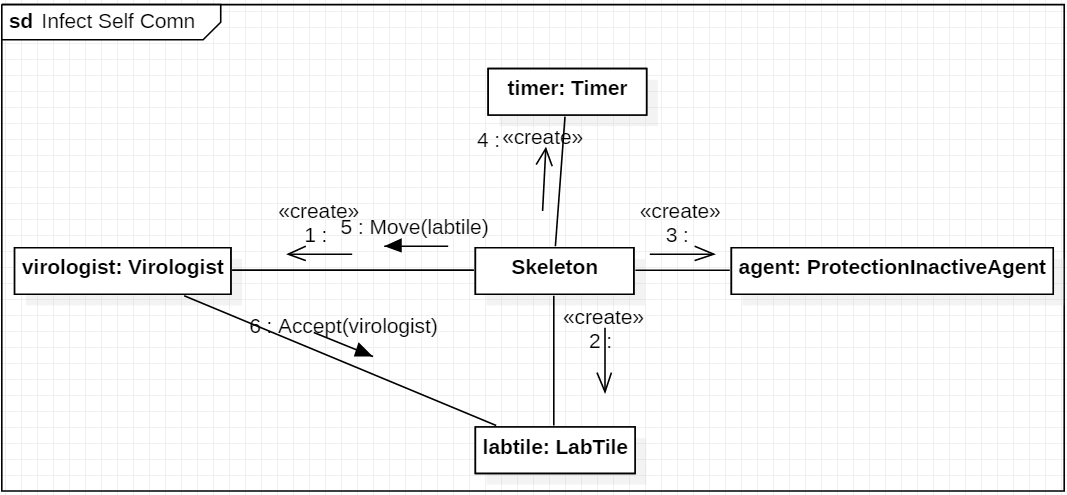 sd Infect Self Comn
timer: Timer
4 : «create»
«create»
1 :
5 : Move(labtile)
«create»
3 :
virologist: Virologist
Skeleton
agent: ProtectionInactiveAgent
6 : Accept(virologist)
«create»
2 :
labtile: LabTile